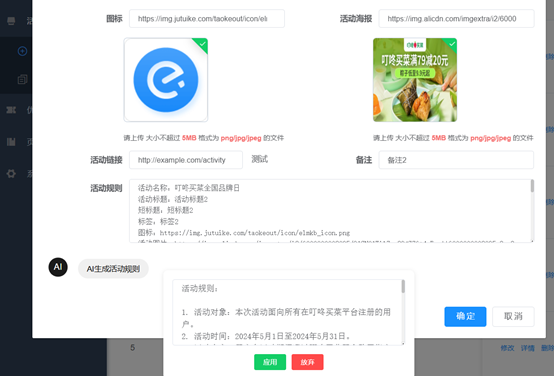 图标
https://img.jutuike.com/taokeout/icon/eli
活动海报
https://img.alicdn.com/imgextra/i2/6000
叮咚买菜满79减20元
请上传 大小不超过 5MB 格式为 png/jpg/jpeg 的文件
请上传 大小不超过 5MB 格式为 png/jpg/jpeg 的文件
活动链接
http://example.com/activity
测试
备注
备注2
活动规则
活动名称, 叮咚买菜全国品牌日
活动标题, 活动标题2
短标题, 短标题2
标签, 标签2
图标, https://img.jutuike.com/taokeout/icon/elmkb_icon.png
AI
AI生成活动规则
活动规则:
1. 活动对象: 本次活动面向所有在叮咚买菜平台注册的用
户。
2. 活动时间: 2024年5月1日至2024年5月31日。
应用
放弃
确 定
取 消
5
修改
详情
删除